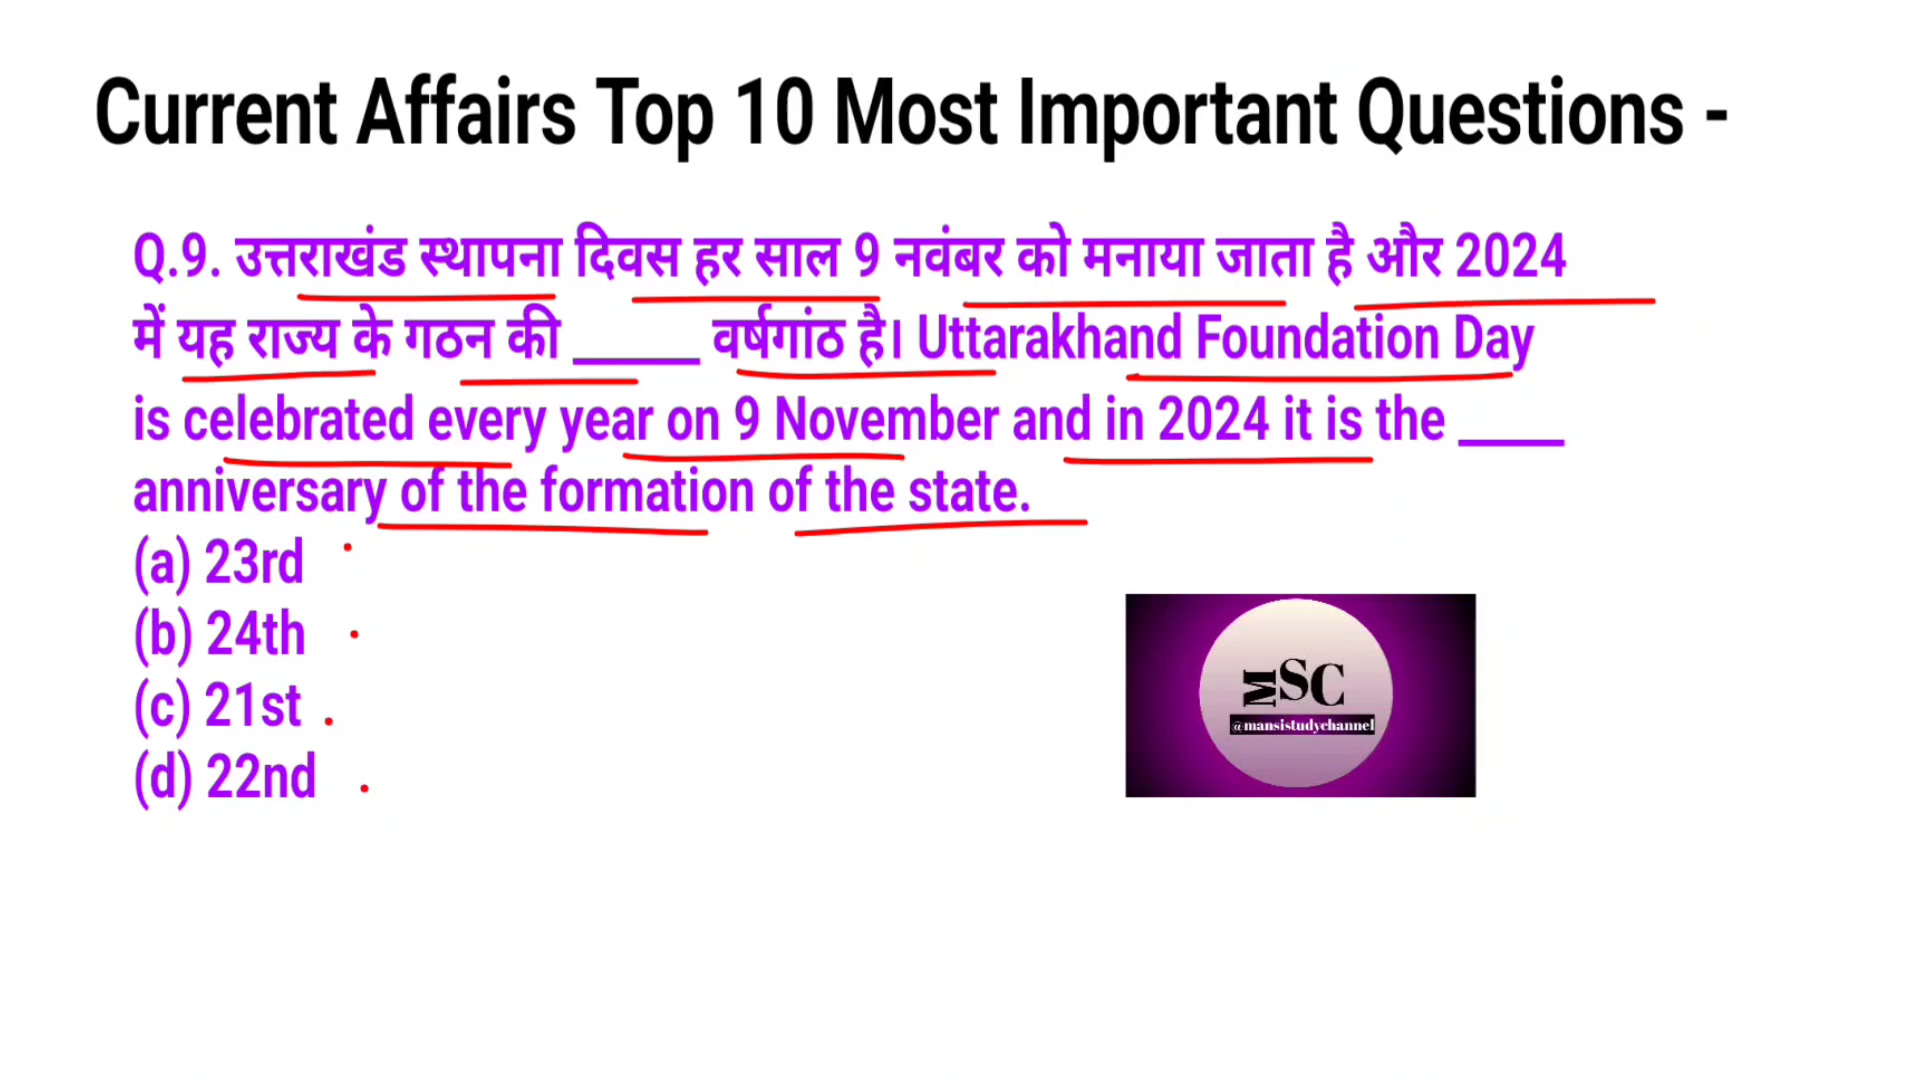 Current Affairs Top 10 Most Important Questions -
Q.9. उत्तराखंड स्थापना दिवस हर साल 9 नवंबर को मनाया जाता है और 2024
में यह राज्य के गठन की _____ वर्षगांठ है। Uttarakhand Foundation Day
is celebrated every year on 9 November and in 2024 it is the ____
anniversary of the formation of the state.
(a) 23rd
(b) 24th
(c) 21st
(d) 22nd
MSC
@mansistudychannel